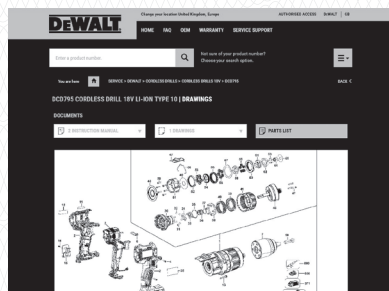 DEWALT
Change your location United Kingdom, Europe
AUTHORISED ACCESS DEWALT GB
HOME FAQ OEM WARRANTY SERVICE SUPPORT
Enter a product number
Not sure of your product number?
Choose your search option.
You are here
SERVICE > DEWALT > CORDLESS DRILLS > CORDLESS DRILLS 18V > DCD795
BACK <
DCD795 CORDLESS DRILL 18V LI-ION TYPE 10 | DRAWINGS
DOCUMENTS
2 INSTRUCTION MANUAL
1 DRAWINGS
PARTS LIST